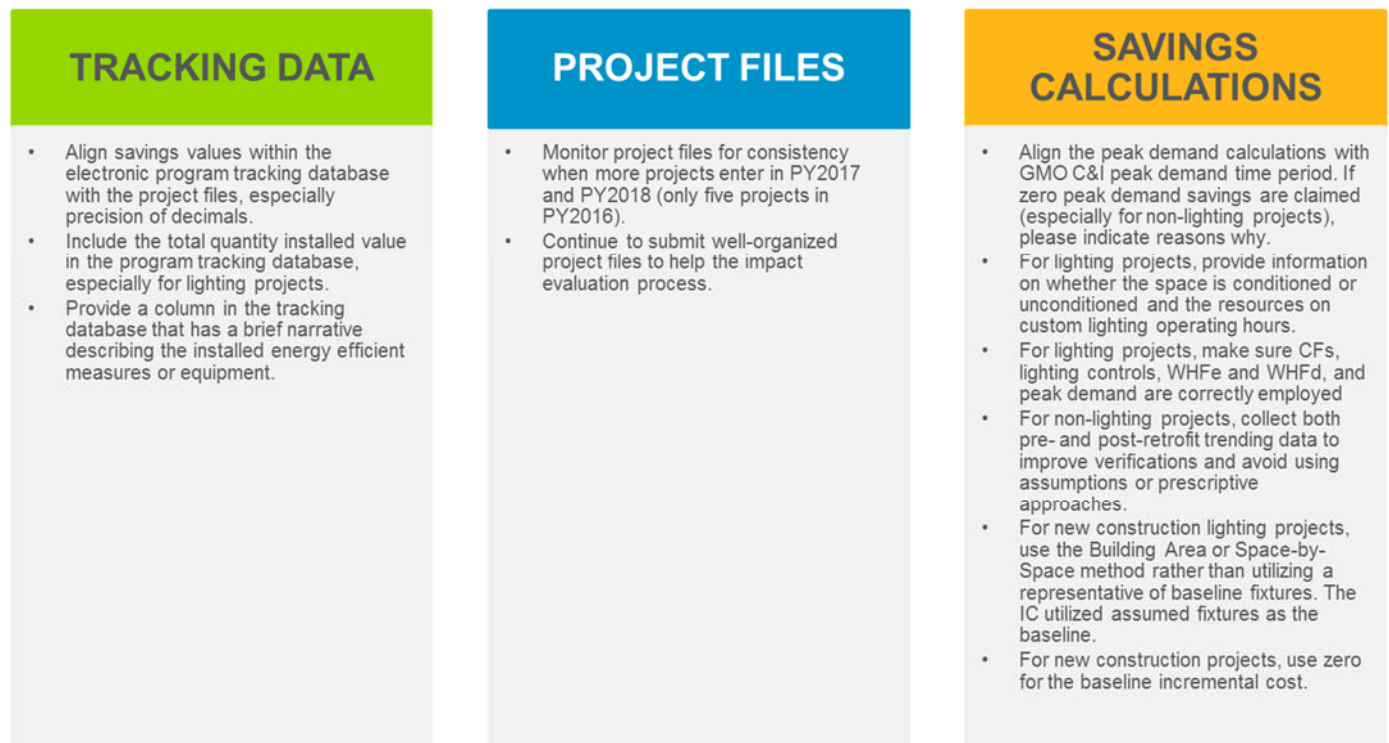 TRACKING DATA
• Align savings values within the
electronic program tracking database
with the project files, especially
precision of decimals.
• Include the total quantity installed value
in the program tracking database,
especially for lighting projects.
• Provide a column in the tracking
database that has a brief narrative
describing the installed energy efficient
measures or equipment.
PROJECT FILES
• Monitor project files for consistency
when more projects enter in PY2017
and PY2018 (only five projects in
PY2016).
• Continue to submit well-organized
project files to help the impact
evaluation process.
SAVINGS
CALCULATIONS
• Align the peak demand calculations with
GMO C&I peak demand time period. If
zero peak demand savings are claimed
(especially for non-lighting projects),
please indicate reasons why.
• For lighting projects, provide information
on whether the space is conditioned or
unconditioned and the resources on
custom lighting operating hours.
• For lighting projects, make sure CFs,
lighting controls, WHFe and WHFd, and
peak demand are correctly employed
• For non-lighting projects, collect both
pre- and post-retrofit trending data to
improve verifications and avoid using
assumptions or prescriptive
approaches.
• For new construction lighting projects,
use the Building Area or Space-by-
Space method rather than utilizing a
representative of baseline fixtures. The
IC utilized assumed fixtures as the
baseline.
• For new construction projects, use zero
for the baseline incremental cost.